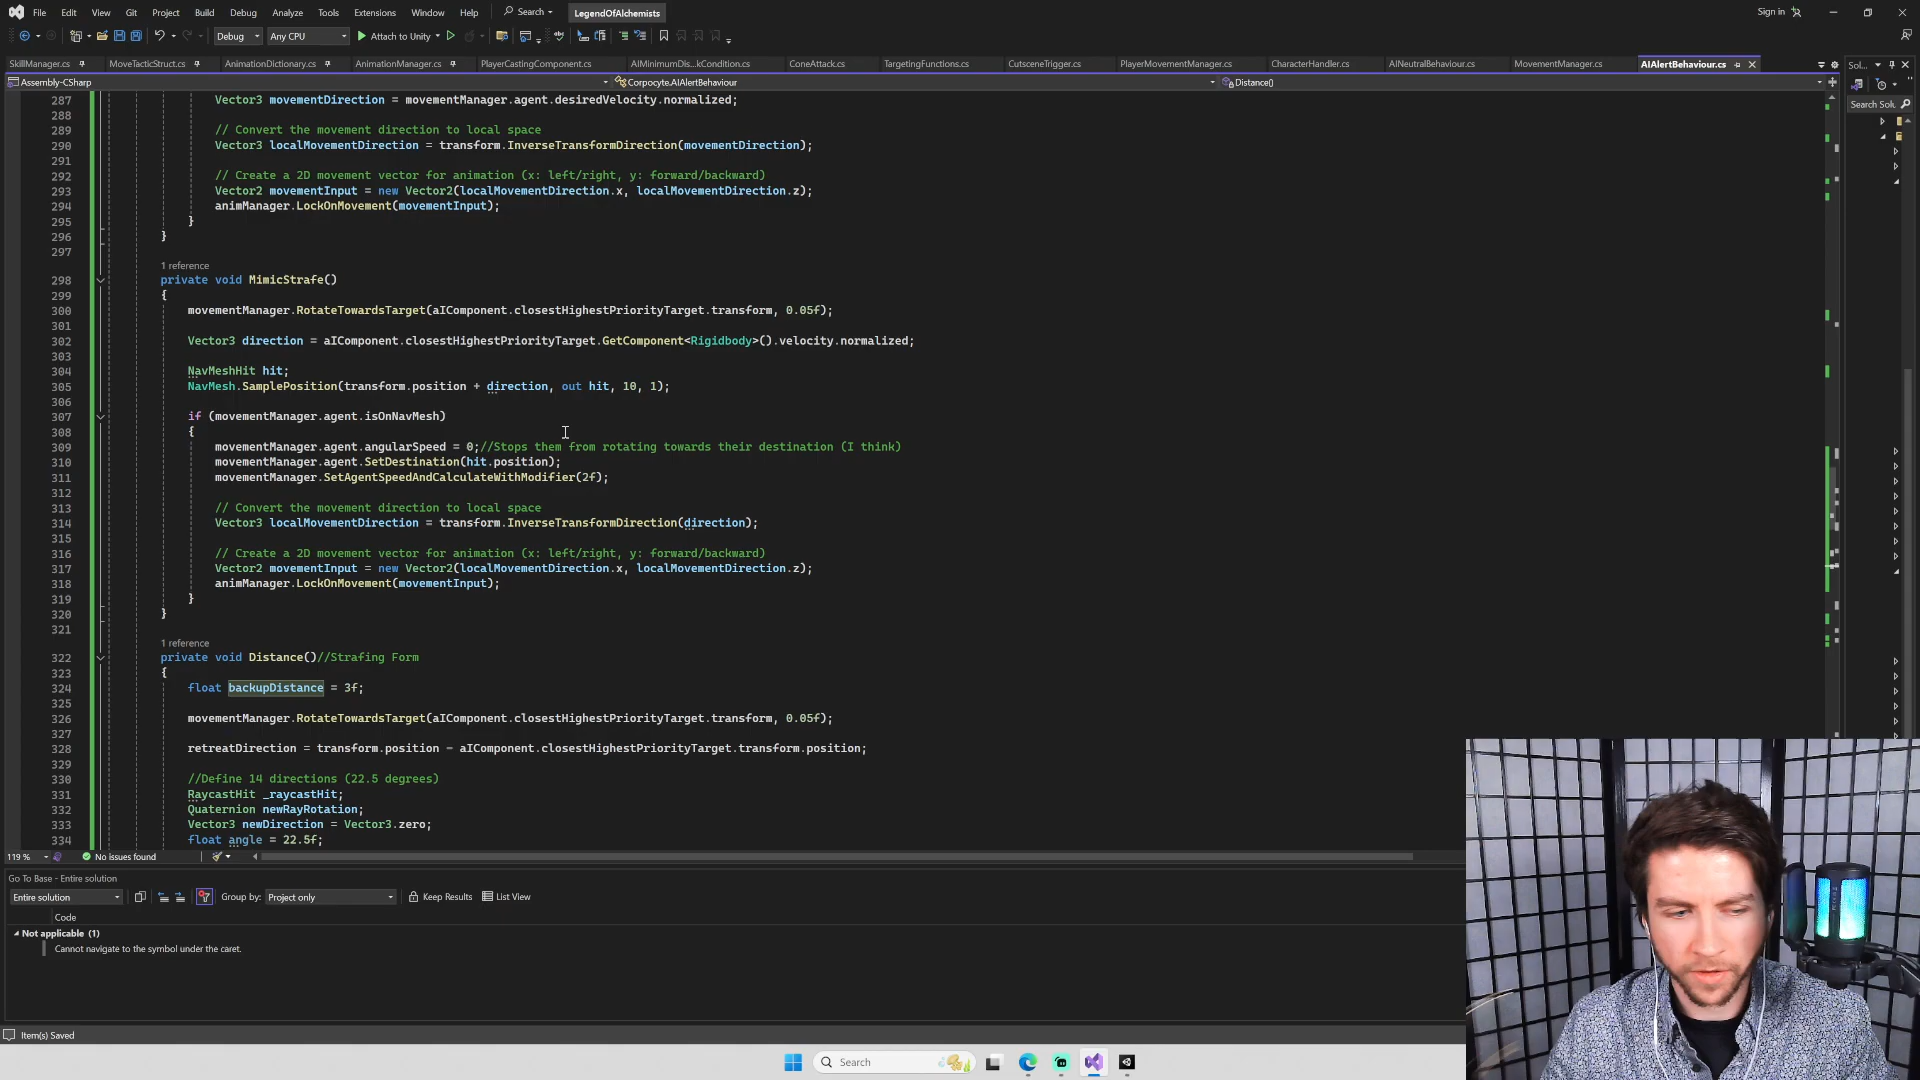 File Edit View Git Project Build Debug Analyze Tools Extensions Window Help Search LegendOfAlchemists Sign in
Debug Any CPU Attach to Unity
SkillManager.cs MoveTacticStruct.cs AnimationDictionary.cs AnimationManager.cs PlayerCastingComponent.cs AIMinimumDis...kCondition.cs ConeAttack.cs TargetingFunctions.cs CutsceneTrigger.cs PlayerMovementManager.cs CharacterHandler.cs AINeutralBehaviour.cs MovementManager.cs AIAlertBehaviour.cs Sol...
Assembly-CSharp Corpocyte.AIAlertBehaviour Distance()
Search Solu
287 Vector3 movementDirection = movementManager.agent.desiredVelocity.normalized;
288
289 // Convert the movement direction to local space
290 Vector3 localMovementDirection = transform.InverseTransformDirection(movementDirection);
291
292 // Create a 2D movement vector for animation (x: left/right, y: forward/backward)
293 Vector2 movementInput = new Vector2(localMovementDirection.x, localMovementDirection.z);
294 animManager.LockOnMovement(movementInput);
295 }
296 }
297
1 reference
298 private void MimicStrafe()
299 {
300 movementManager.RotateTowardsTarget(aIComponent.closestHighestPriorityTarget.transform, 0.05f);
301
302 Vector3 direction = aIComponent.closestHighestPriorityTarget.GetComponent<Rigidbody>().velocity.normalized;
303
304 NavMeshHit hit;
305 NavMesh.SamplePosition(transform.position + direction, out hit, 10, 1);
306
307 if (movementManager.agent.isOnNavMesh)
308 {
309 movementManager.agent.angularSpeed = 0;//Stops them from rotating towards their destination (I think)
310 movementManager.agent.SetDestination(hit.position);
311 movementManager.SetAgentSpeedAndCalculateWithModifier(2f);
312
313 // Convert the movement direction to local space
314 Vector3 localMovementDirection = transform.InverseTransformDirection(direction);
315
316 // Create a 2D movement vector for animation (x: left/right, y: forward/backward)
317 Vector2 movementInput = new Vector2(localMovementDirection.x, localMovementDirection.z);
318 animManager.LockOnMovement(movementInput);
319 }
320 }
321
1 reference
322 private void Distance()//Strafing Form
323 {
324 float backupDistance = 3f;
325
326 movementManager.RotateTowardsTarget(aIComponent.closestHighestPriorityTarget.transform, 0.05f);
327
328 retreatDirection = transform.position - aIComponent.closestHighestPriorityTarget.transform.position;
329
330 //Define 14 directions (22.5 degrees)
331 RaycastHit _raycastHit;
332 Quaternion newRayRotation;
333 Vector3 newDirection = Vector3.zero;
334 float angle = 22.5f;
119 % No issues found
Go To Base - Entire solution
Entire solution Group by: Project only Keep Results List View
Code
Not applicable (1)
Cannot navigate to the symbol under the caret.
Item(s) Saved
Search